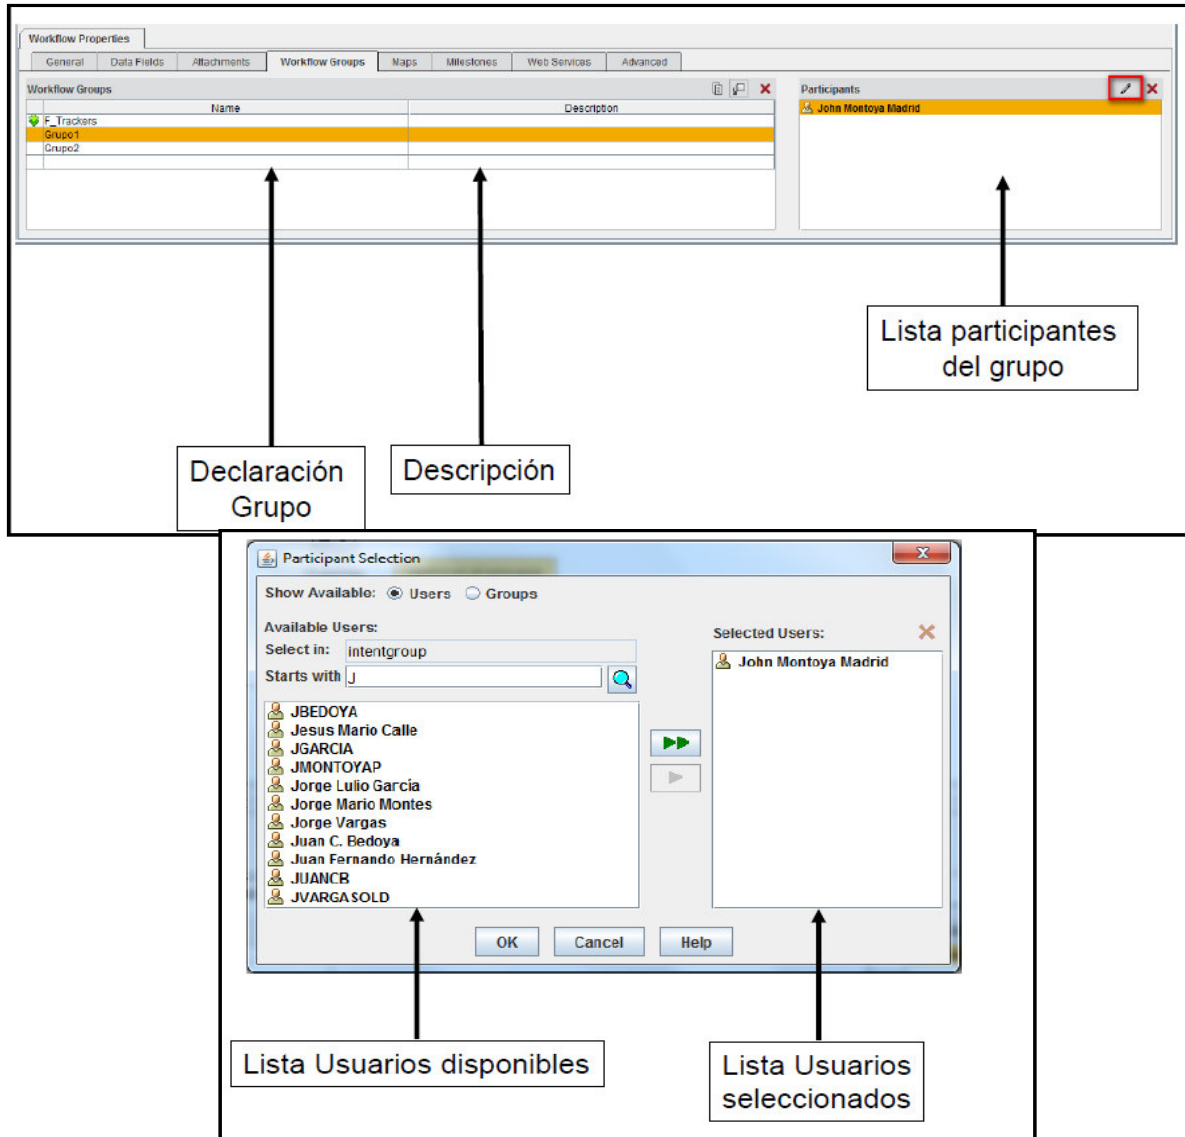 Workflow Properties
General Data Fields Attachments Workflow Groups Maps Milestones Web Services Advanced
Workflow Groups
Name Description
F_Trackers
Grupo1
Grupo2
Participants
John Montoya Madrid
Lista participantes
del grupo
Declaración
Grupo
Descripción
Participant Selection
Show Available: Users Groups
Available Users:
Select in: intentgroup
Starts with J
JBEDOYA
Jesus Mario Calle
JGARCIA
JMONTOYAP
Jorge Lulio García
Jorge Mario Montes
Jorge Vargas
Juan C. Bedoya
Juan Fernando Hernández
JUANCB
JVARGASOLD
Selected Users:
John Montoya Madrid
OK Cancel Help
Lista Usuarios disponibles
Lista Usuarios
seleccionados